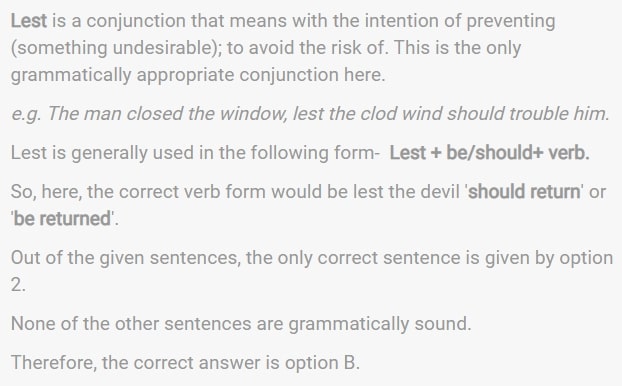 Lest is a conjunction that means with the intention of preventing
(something undesirable); to avoid the risk of. This is the only
grammatically appropriate conjunction here.
e.g. The man closed the window, lest the clod wind should trouble him.
Lest is generally used in the following form- Lest + be/should+ verb.
So, here, the correct verb form would be lest the devil 'should return' or
'be returned'.
Out of the given sentences, the only correct sentence is given by option
2.
None of the other sentences are grammatically sound.
Therefore, the correct answer is option B.